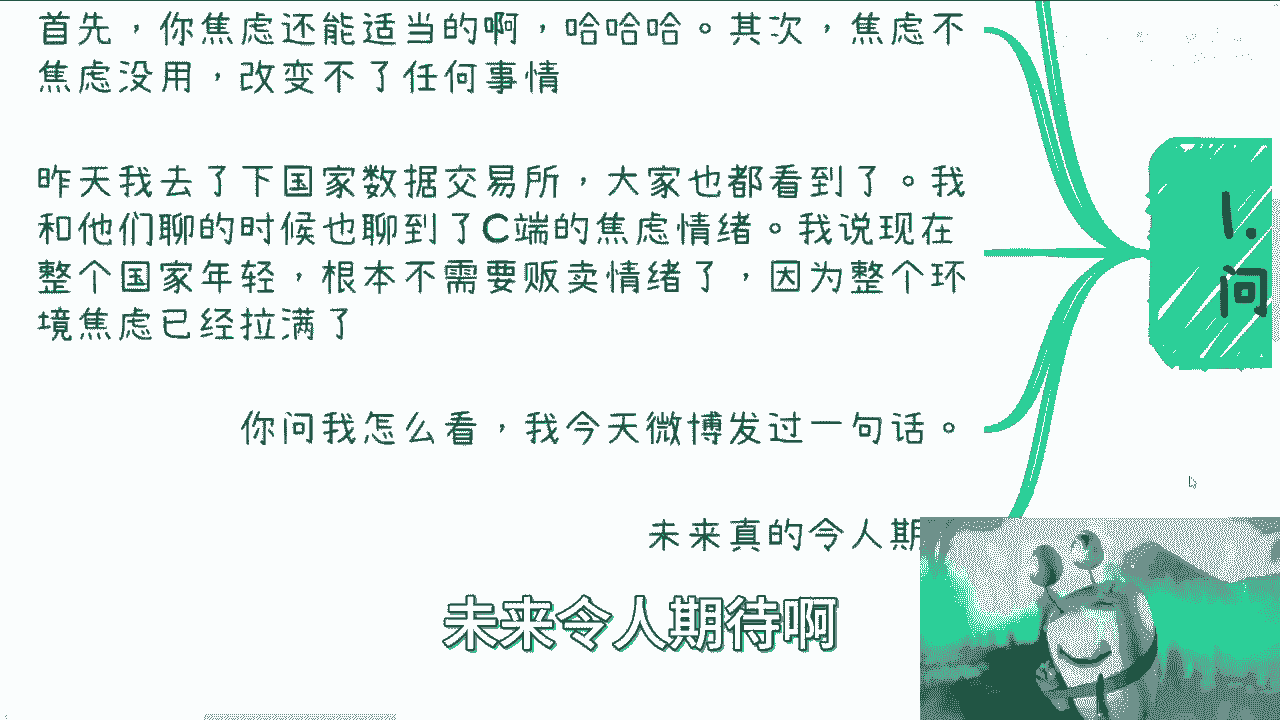 首先，你焦虑还能适当的啊，哈哈哈。其次，焦虑不
焦虑没用，改变不了任何事情
昨天我去了下国家数据交易所，大家也都看到了。我
和他们聊的时候也聊到了C端的焦虑情绪。我说现在
整个国家年轻，根本不需要贩卖情绪了，因为整个环
境焦虑已经拉满了
你问我怎么看，我今天微博发过一句话。
未来真的令人期
未来令人期待啊
1.
问